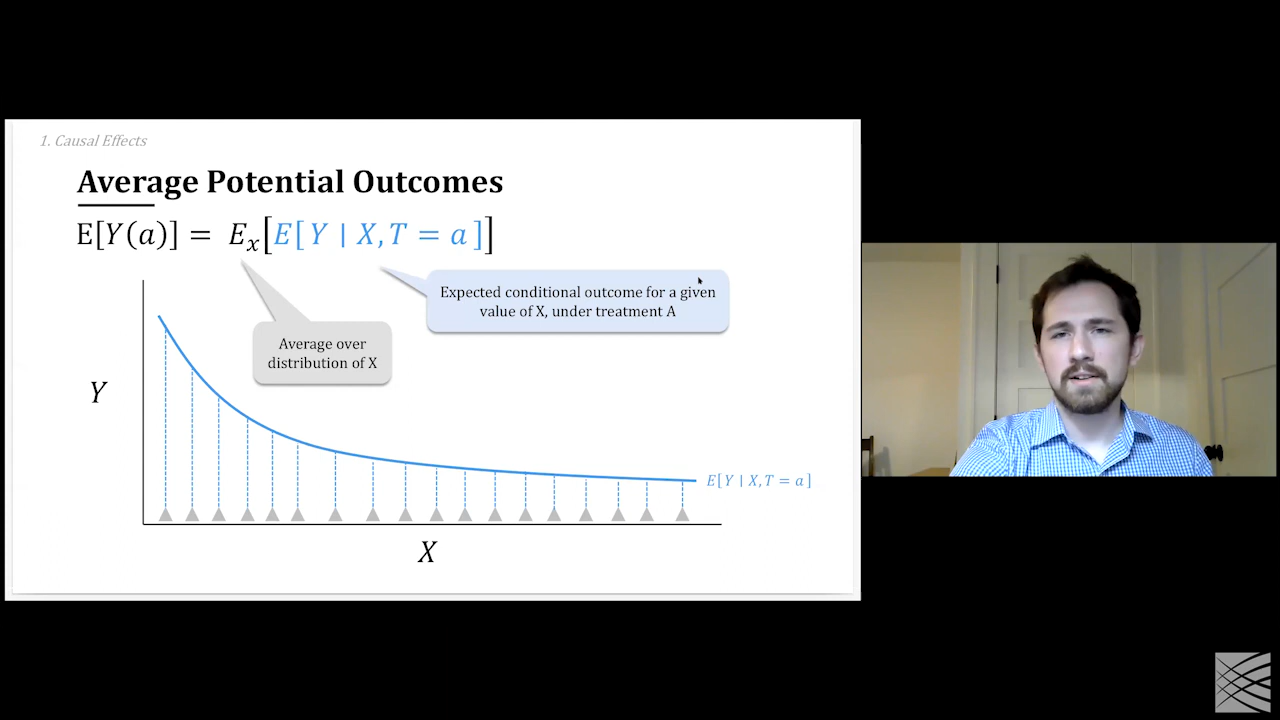 1. Causal Effects
Average Potential Outcomes
E[Y(a)] = Eₓ[E[Y | X, T = a]]
Expected conditional outcome for a given
value of X, under treatment A
Average over
distribution of X
Y
E[Y | X, T = a]
X